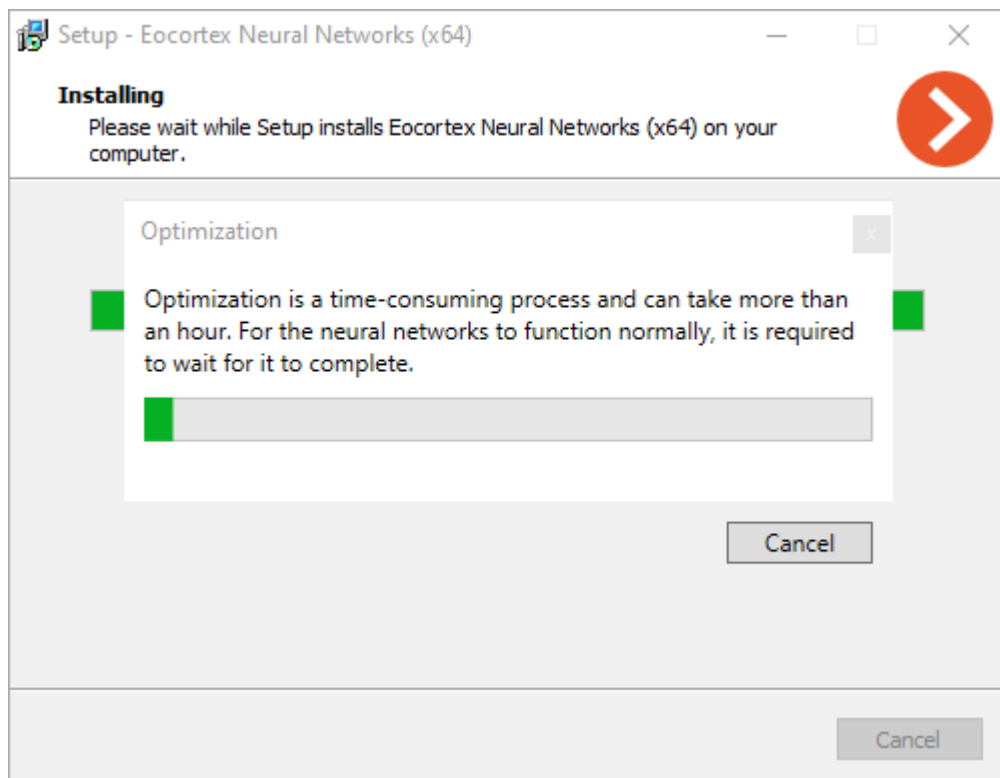 Setup - Eocortex Neural Networks (x64)
Installing
Please wait while Setup installs Eocortex Neural Networks (x64) on your
computer.
Optimization
x
Optimization is a time-consuming process and can take more than
an hour. For the neural networks to function normally, it is required
to wait for it to complete.
Cancel
Cancel